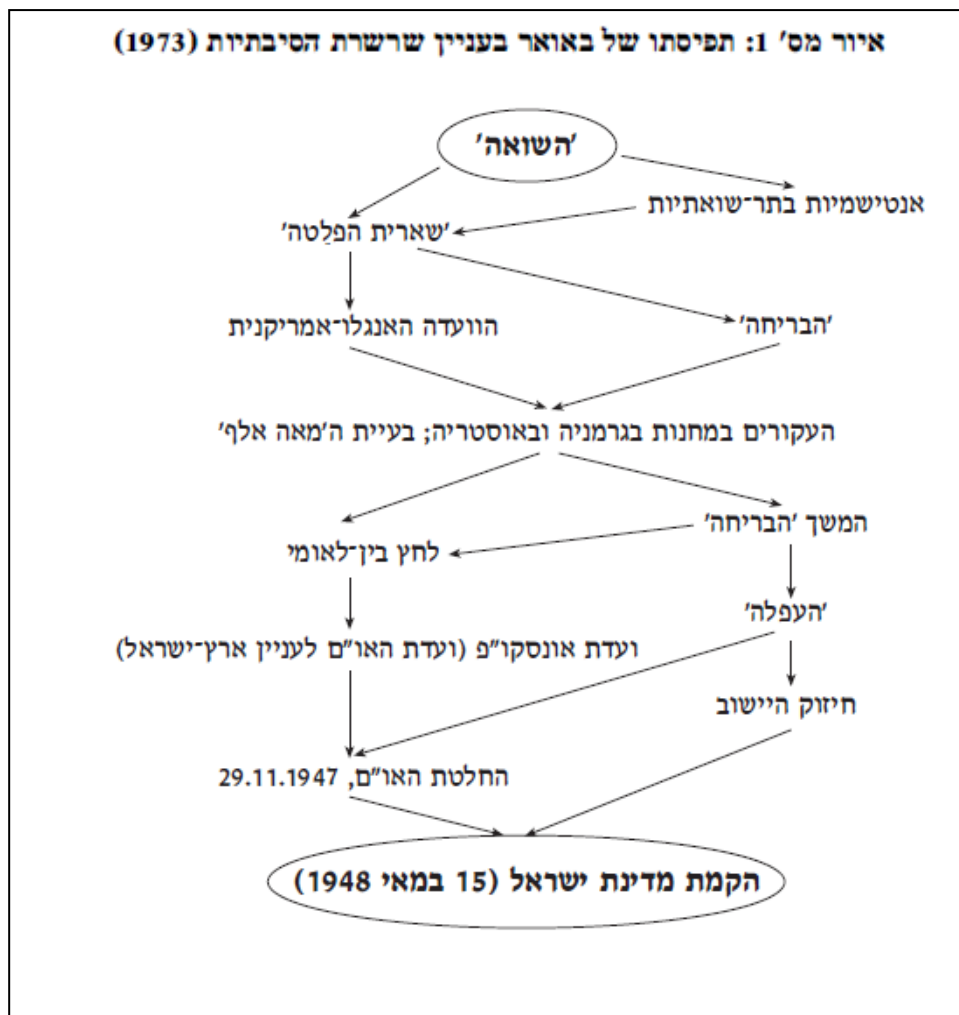 איור מס' 1: תפיסתו של באואר בעניין שרשרת הסיבתיות (1973)
'השואה'
אנטישמיות בתר־שואתיות
'שארית הפלֵטה'
'הבריחה'
הוועדה האנגלו־אמריקנית
העקורים במחנות בגרמניה ובאוסטריה; בעיית ה'מאה אלף'
המשך 'הבריחה'
לחץ בין־לאומי
'העפלה'
ועדת אונסקו"פ (ועדת האו"ם לעניין ארץ־ישראל)
חיזוק היישוב
החלטת האו"ם, 29.11.1947
הקמת מדינת ישראל (15 במאי 1948)